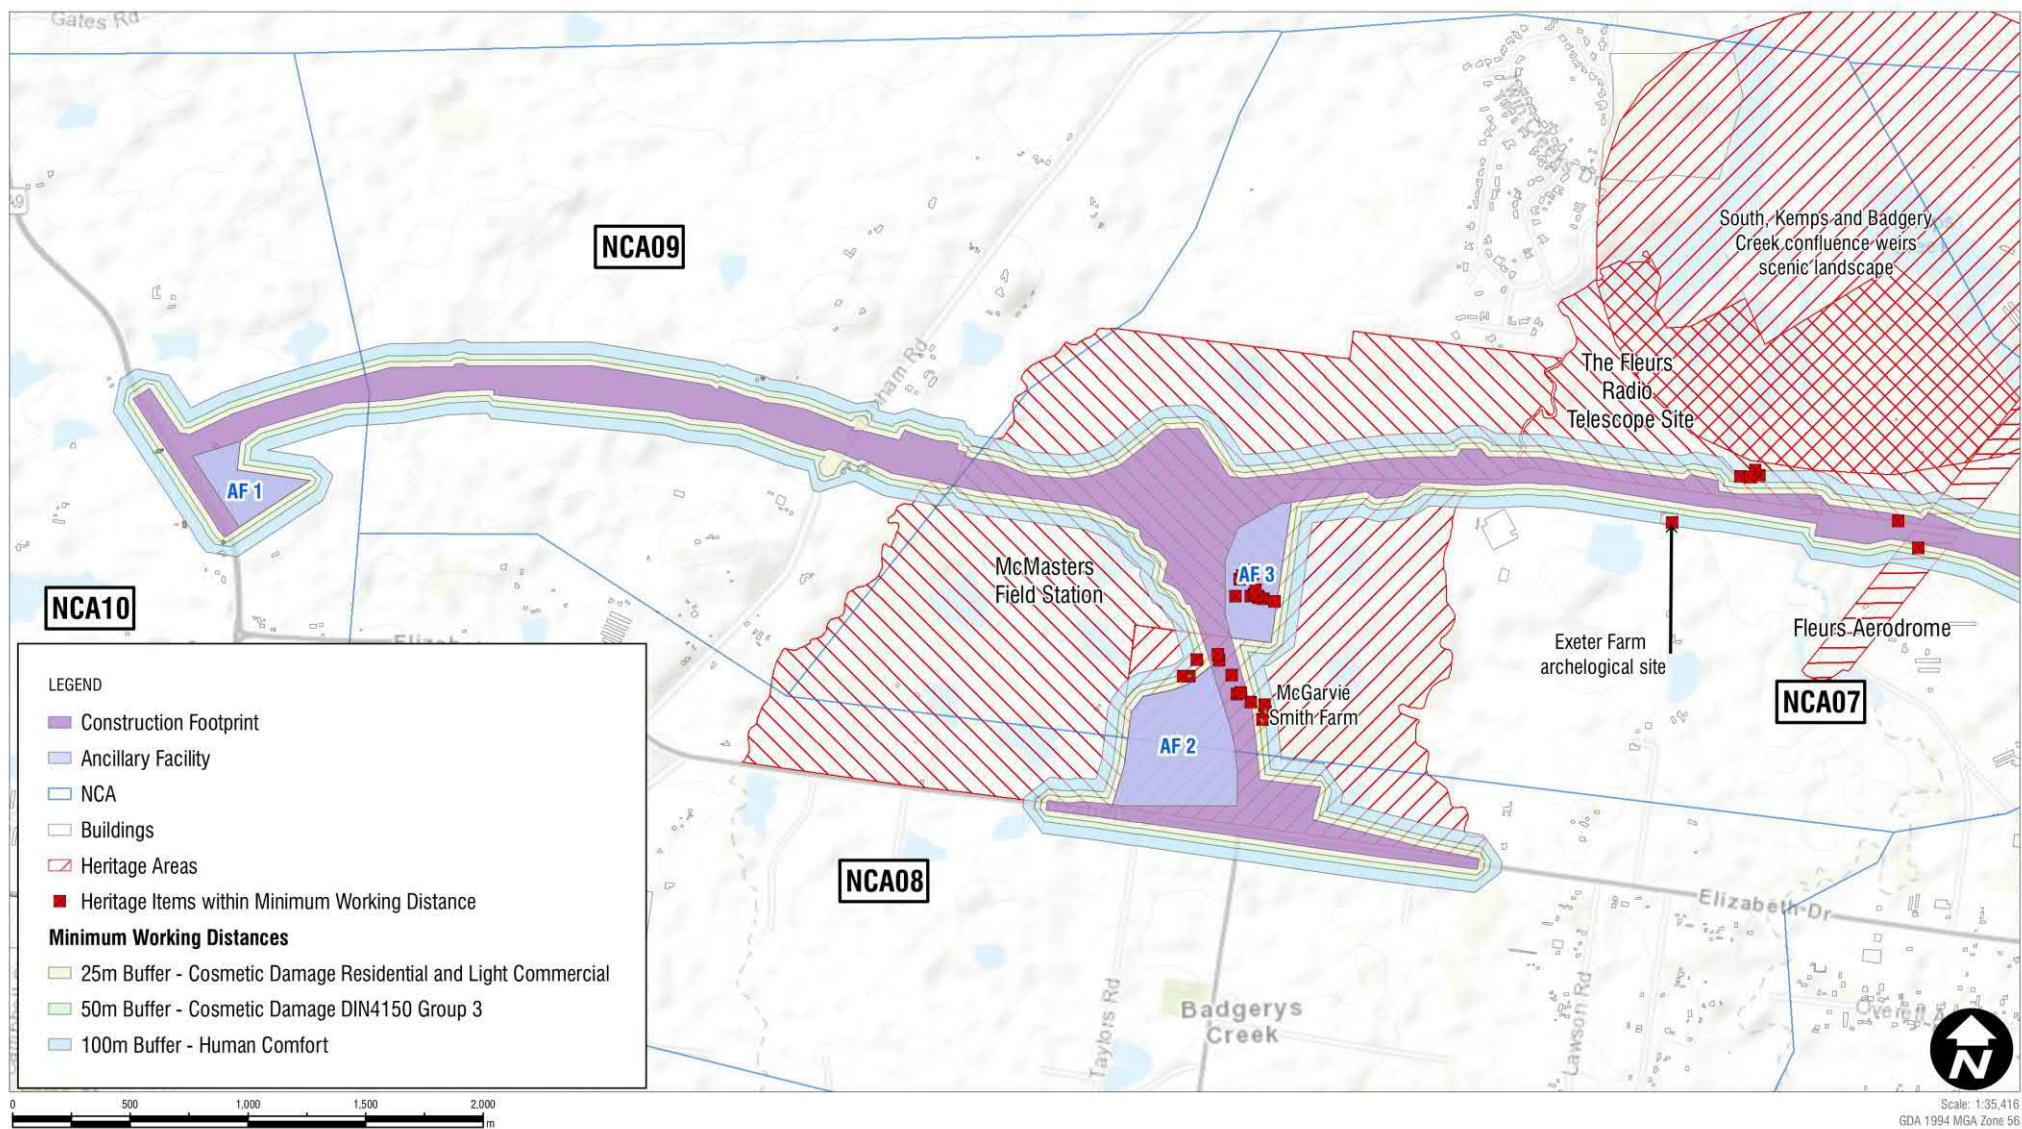 Gates Rd
NCA09
South, Kemps and Badgery
Creek confluence weirs
scenic landscape
The Fleurs
Radio
Telescope Site
AF 1
McMasters
Field Station
AF 3
NCA10
Exeter Farm
archelogical site
Fleurs Aerodrome
NCA07
McGarvie
Smith Farm
AF 2
NCA08
Elizabeth Dr
Badgerys
Creek
Taylors Rd
Lawson Rd
LEGEND
Construction Footprint
Ancillary Facility
NCA
Buildings
Heritage Areas
Heritage Items within Minimum Working Distance
Minimum Working Distances
25m Buffer - Cosmetic Damage Residential and Light Commercial
50m Buffer - Cosmetic Damage DIN4150 Group 3
100m Buffer - Human Comfort
N
0 500 1,000 1,500 2,000
m
Scale: 1:35,416
GDA 1994 MGA Zone 56